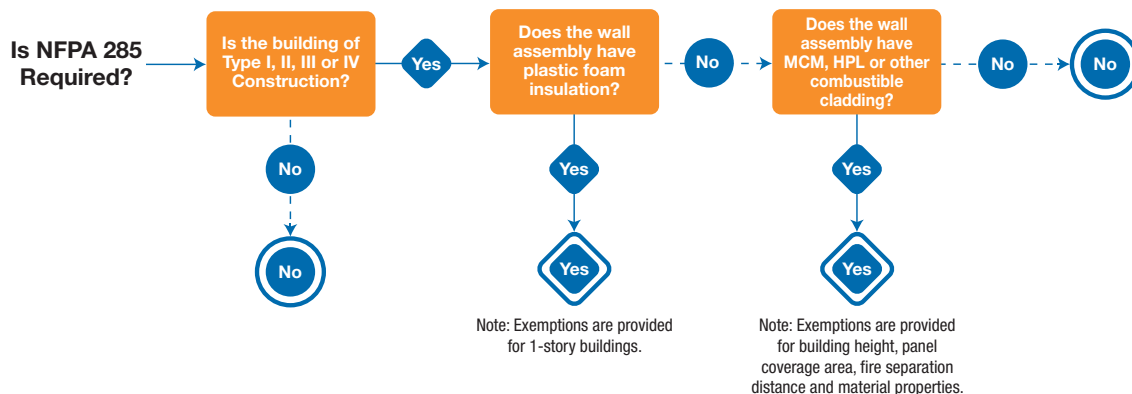 Is NFPA 285
Required?
Is the building of
Type I, II, III or IV
Construction?
Yes
Does the wall
assembly have
plastic foam
insulation?
No
Does the wall
assembly have
MCM, HPL or other
combustible
cladding?
No
No
No
No
Yes
Yes
Note: Exemptions are provided
for 1-story buildings.
Yes
Yes
Note: Exemptions are provided
for building height, panel
coverage area, fire separation
distance and material properties.